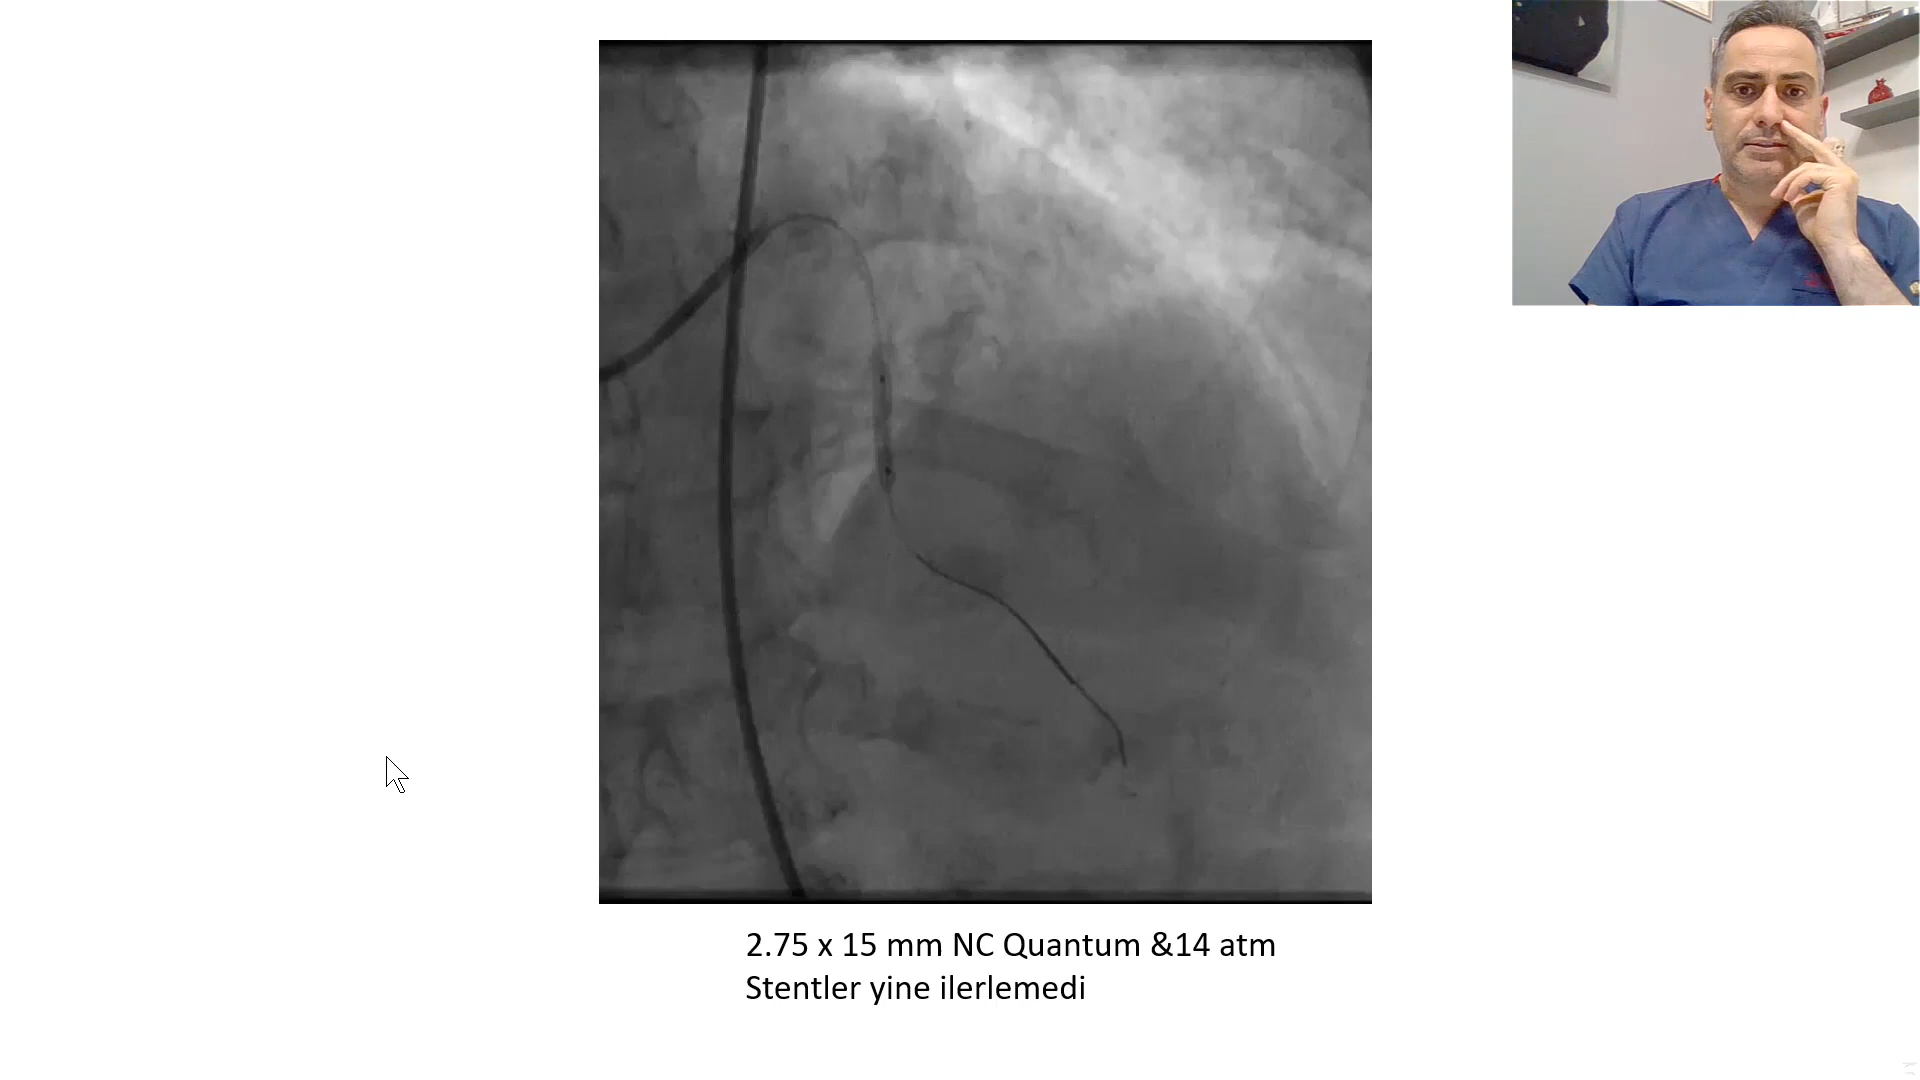 2.75 x 15 mm NC Quantum &14 atm
Stentler yine ilerlemedi